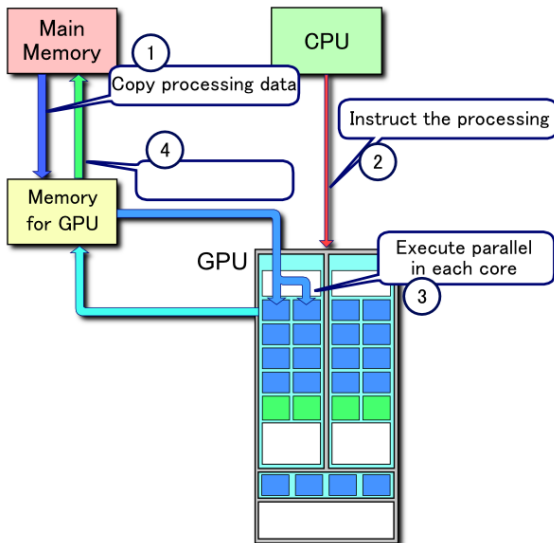 Main
Memory
CPU
1
Copy processing data
Instruct the processing
2
4
Memory
for GPU
GPU
Execute parallel
in each core
3